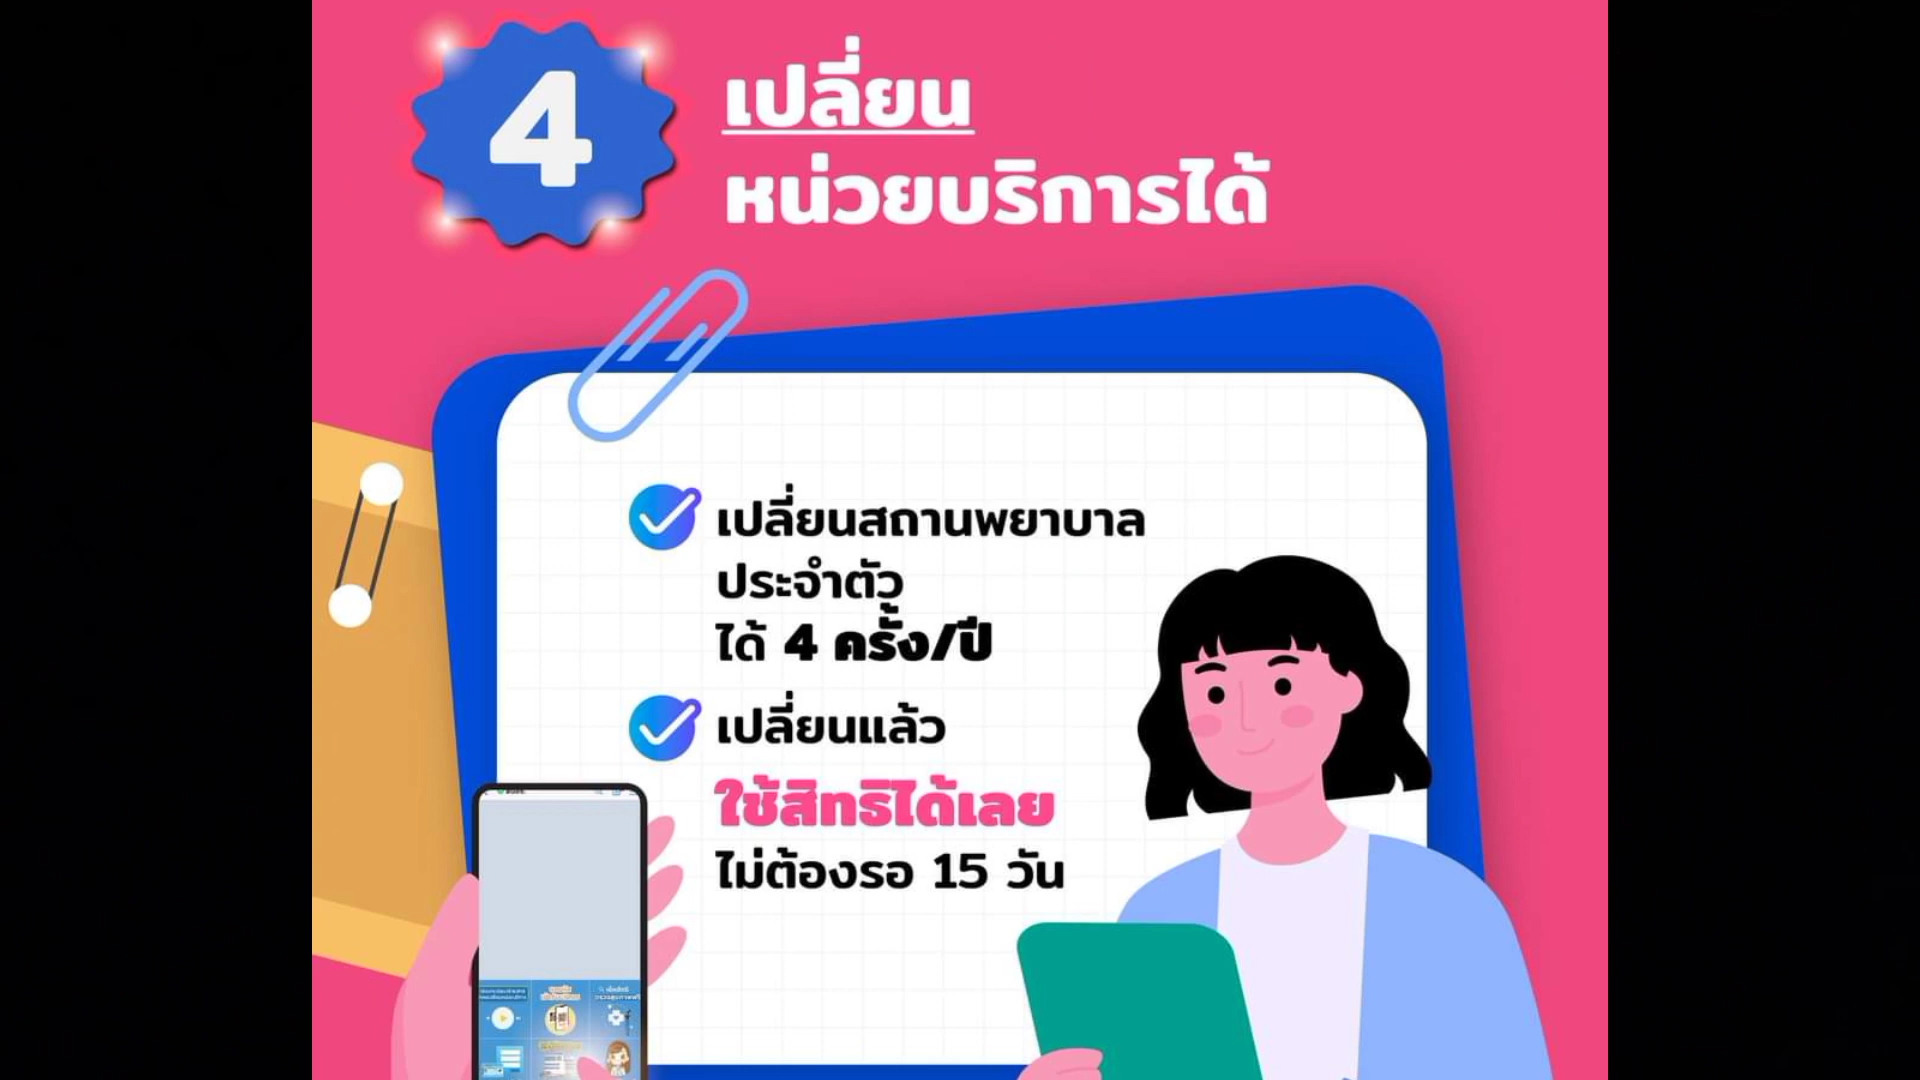 4
เปลี่ยน
หน่วยบริการได้
เปลี่ยนสถานพยาบาล
ประจำตัว
ได้ 4 ครั้ง/ปี
เปลี่ยนแล้ว
ใช้สิทธิได้เลย
ไม่ต้องรอ 15 วัน